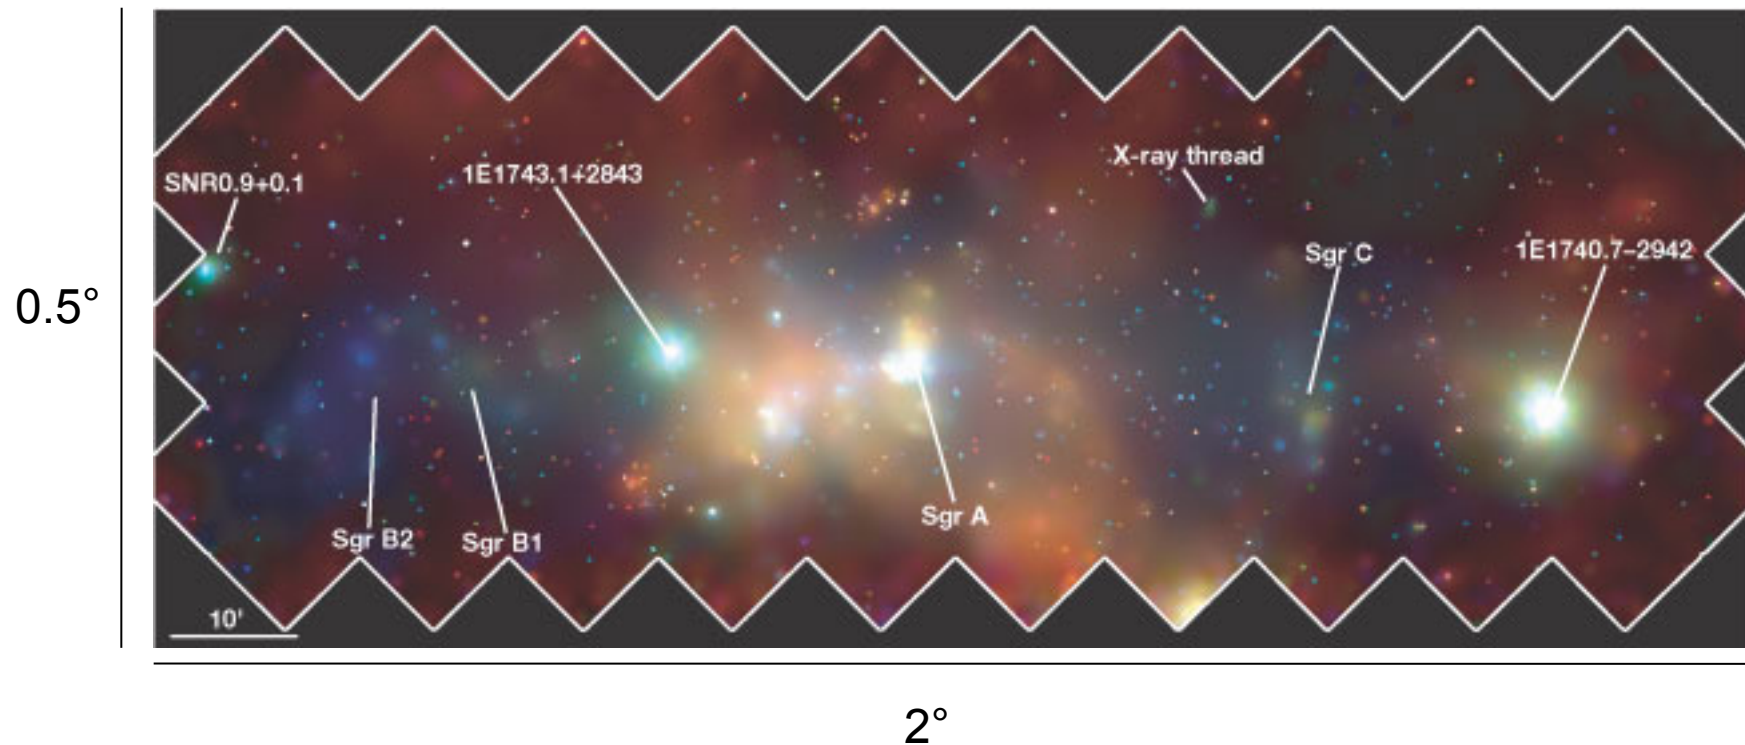 X-ray thread
SNR0.9+0.1
1E1743.1+2843
Sgr C
1E1740.7–2942
0.5°
Sgr A
Sgr B2
Sgr B1
10'
2°